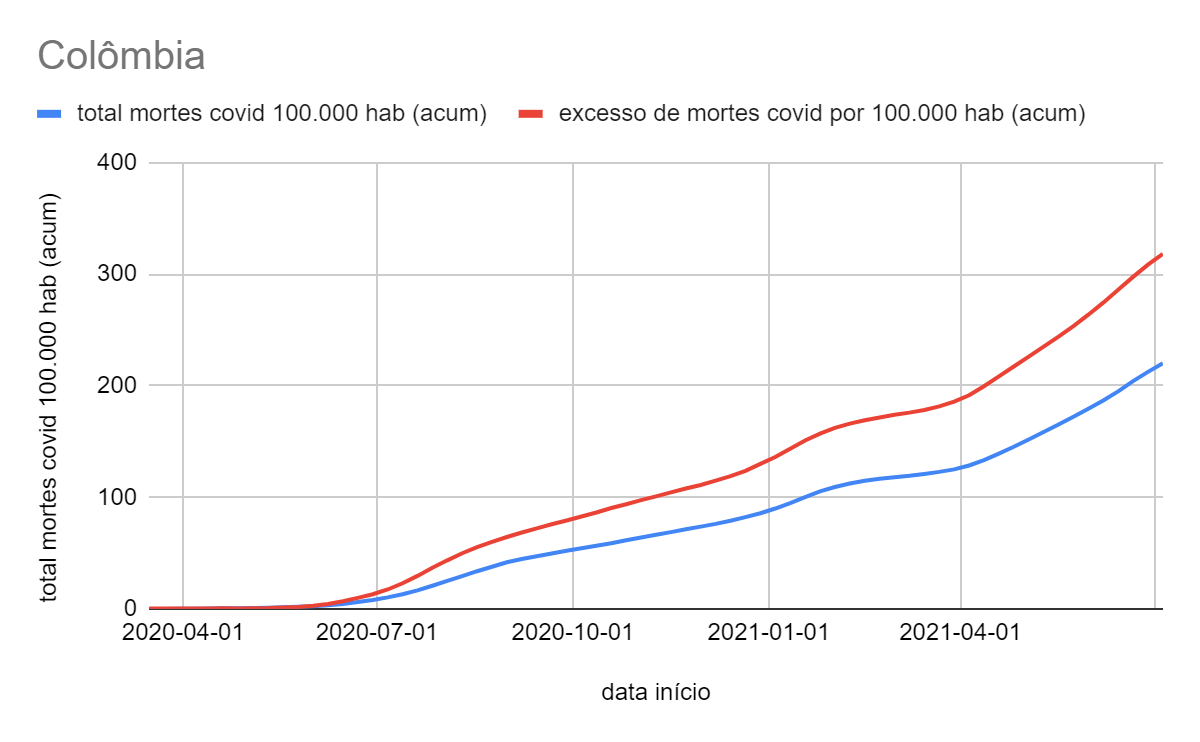 Colômbia
total mortes covid 100.000 hab (acum) excesso de mortes covid por 100.000 hab (acum)
total mortes covid 100.000 hab (acum)
400
300
200
100
0
2020-04-01 2020-07-01 2020-10-01 2021-01-01 2021-04-01
data início